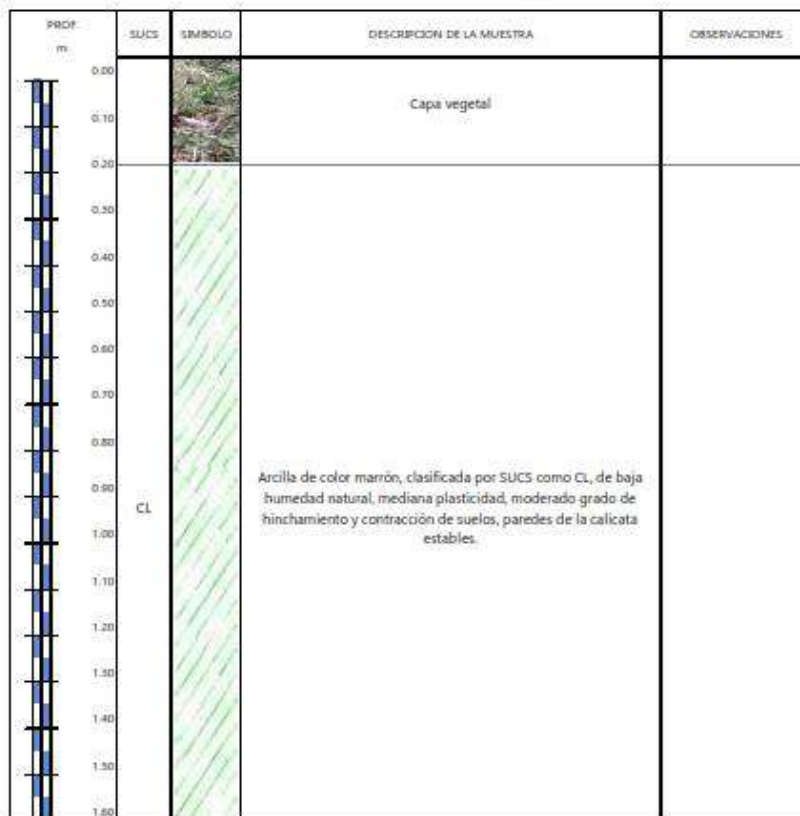 PROF.
m.
SUCS
SIMBOLO
DESCRIPCION DE LA MUESTRA
OBSERVACIONES
0.00
Capa vegetal
0.10
0.20
0.30
0.40
0.50
0.60
0.70
0.80
0.90
1.00
1.10
1.20
1.30
1.40
1.50
1.60
CL
Arcilla de color marrón, clasificada por SUCS como CL, de baja
humedad natural, mediana plasticidad, moderado grado de
hinchamiento y contracción de suelos, paredes de la calicata
estables.